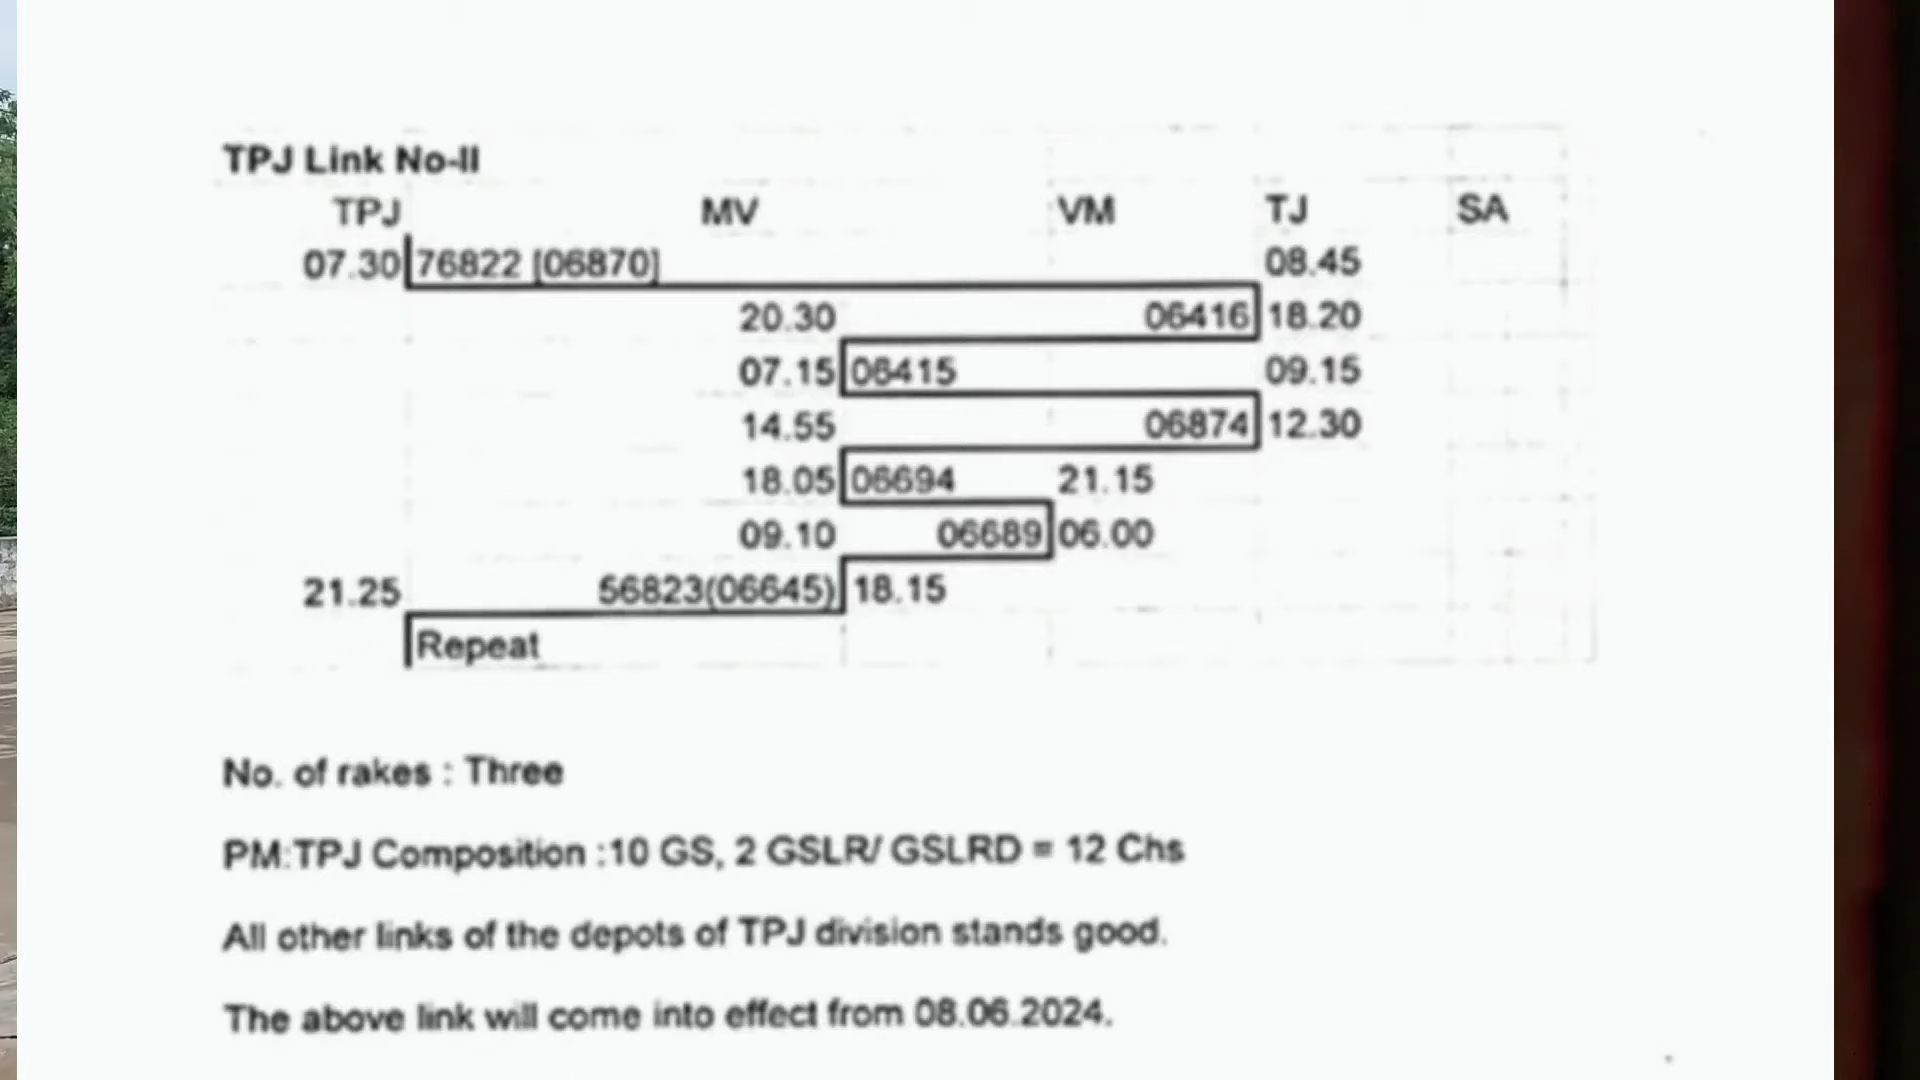 TPJ Link No-II
TPJ MV VM TJ SA
07.30 76822 [06870] 08.45
20.30 06416 18.20
07.15 06415 09.15
14.55 06874 12.30
18.05 06694 21.15
09.10 06689 06.00
21.25 56823(06645) 18.15
Repeat
No. of rakes : Three
PM:TPJ Composition :10 GS, 2 GSLR/ GSLRD = 12 Chs
All other links of the depots of TPJ division stands good.
The above link will come into effect from 08.06.2024.